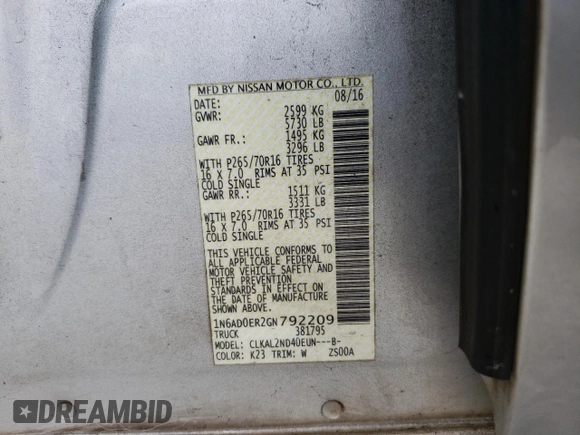 MFD BY NISSAN MOTOR CO., LTD.
DATE: 08/16
GVWR: 2599 KG
5730 LB
GAWR FR.: 1495 KG
3296 LB
WITH P265/70R16 TIRES
16 X 7.0 RIMS AT 35 PSI
COLD SINGLE
GAWR RR.: 1511 KG
3331 LB
WITH P265/70R16 TIRES
16 X 7.0 RIMS AT 35 PSI
COLD SINGLE
THIS VEHICLE CONFORMS TO
ALL APPLICABLE FEDERAL
MOTOR VEHICLE SAFETY AND
THEFT PREVENTION
STANDARDS IN EFFECT ON
THE DATE OF MANUFACTURE
SHOWN ABOVE.
1N6AD0ER2GN792209
TRUCK 381795
MODEL: CLKAL2ND40EUN---B-
COLOR: K23 TRIM: W ZS00A
DREAMBID